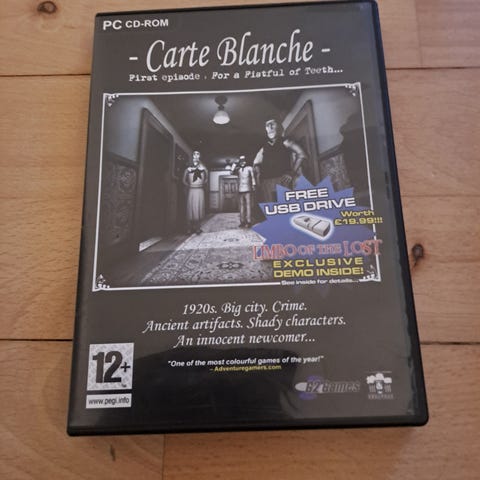 PC CD-ROM
- Carte Blanche -
First episode : For a Fistful of Teeth...
FREE
USB DRIVE
Worth
£19.99!!!
LIMBO OF THE LOST
EXCLUSIVE
DEMO INSIDE!
See inside for details...
1920s. Big city. Crime.
Ancient artifacts. Shady characters.
An innocent newcomer...
"One of the most colourful games of the year!"
- Adventuregamers.com
12+
www.pegi.info
G2 Games